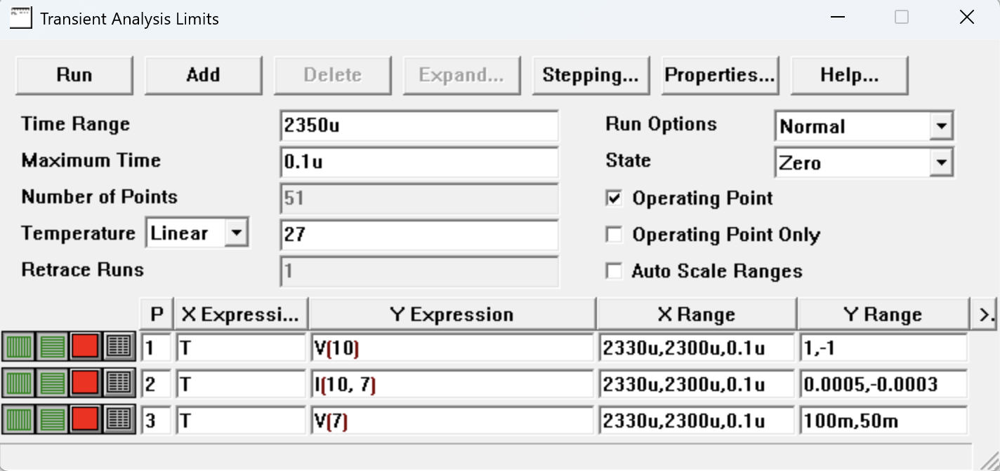 Transient Analysis Limits
Run Add Delete Expand... Stepping... Properties... Help...
Time Range 2350u Run Options Normal
Maximum Time 0.1u State Zero
Number of Points 51 Operating Point
Temperature Linear 27 Operating Point Only
Retrace Runs 1 Auto Scale Ranges
P X Expressi... Y Expression X Range Y Range >.
1 T V(10) 2330u,2300u,0.1u 1,-1
2 T I(10, 7) 2330u,2300u,0.1u 0.0005,-0.0003
3 T V(7) 2330u,2300u,0.1u 100m,50m